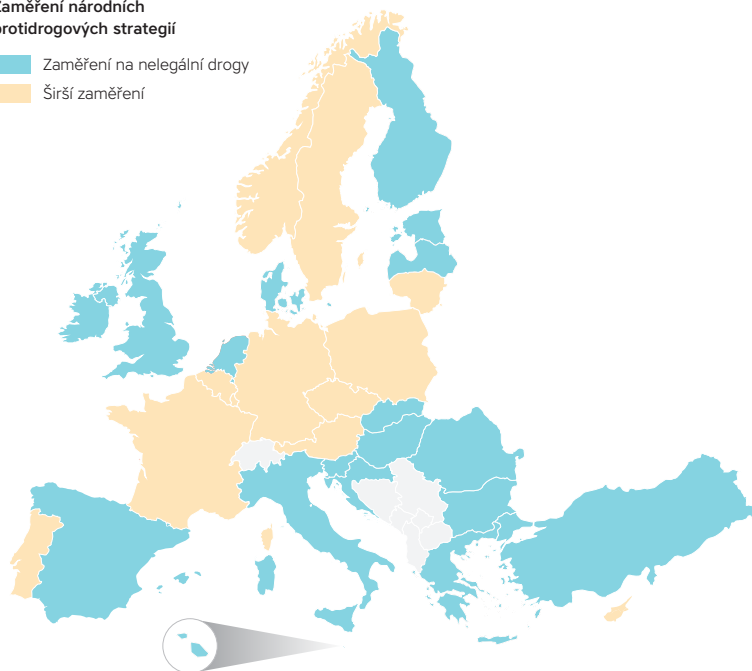 Zaměření národních
protidrogových strategií
Zaměření na nelegální drogy
Širší zaměření